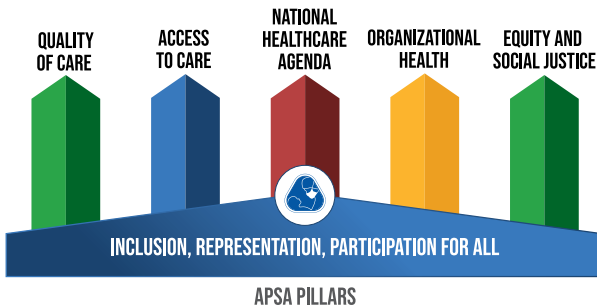 QUALITY
OF CARE
ACCESS
TO CARE
NATIONAL
HEALTHCARE
AGENDA
ORGANIZATIONAL
HEALTH
EQUITY AND
SOCIAL JUSTICE
INCLUSION, REPRESENTATION, PARTICIPATION FOR ALL
APSA PILLARS